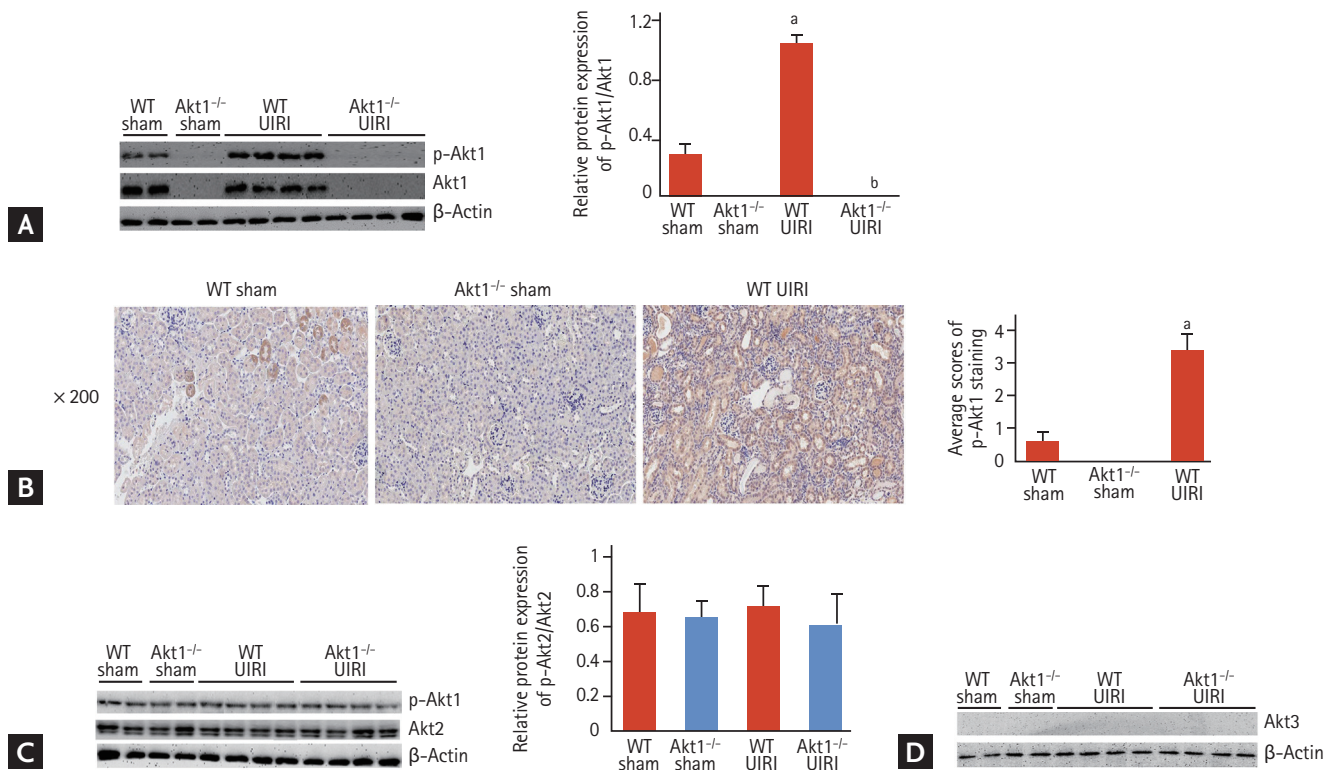 WT sham
Akt1-/- sham
WT UIRI
Akt1-/- UIRI
p-Akt1
Akt1
β-Actin
A
Relative protein expression of p-Akt1/Akt1
1.2
0.8
0.4
0
a
b
WT sham
Akt1-/- sham
WT UIRI
Akt1-/- UIRI
WT sham
Akt1-/- sham
WT UIRI
× 200
B
Average scores of p-Akt1 staining
4
3
2
1
0
a
WT sham
Akt1-/- sham
WT UIRI
WT sham
Akt1-/- sham
WT UIRI
Akt1-/- UIRI
p-Akt1
Akt2
β-Actin
C
Relative protein expression of p-Akt2/Akt2
1
0.8
0.6
0.4
0.2
0
WT sham
Akt1-/- sham
WT UIRI
Akt1-/- UIRI
WT sham
Akt1-/- sham
WT UIRI
Akt1-/- UIRI
Akt3
β-Actin
D